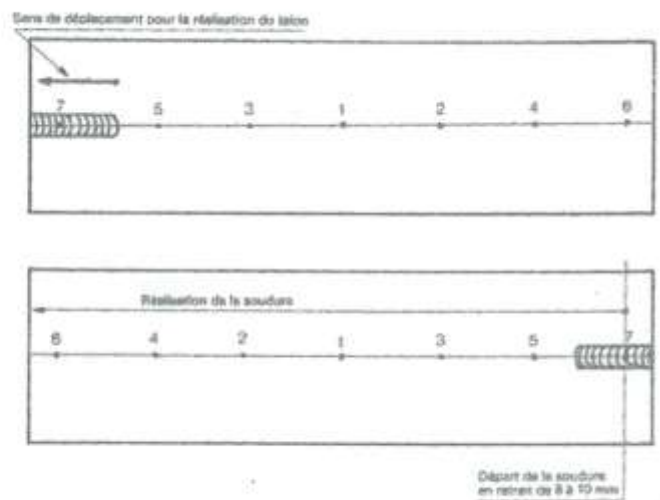 Sens de déplaçement pour la réalisation du talon
7 5 3 1 2 4 6
Réalisation de la soudure
6 4 2 1 3 5 7
Départ de la soudure
en retrait de 8 à 10 mm